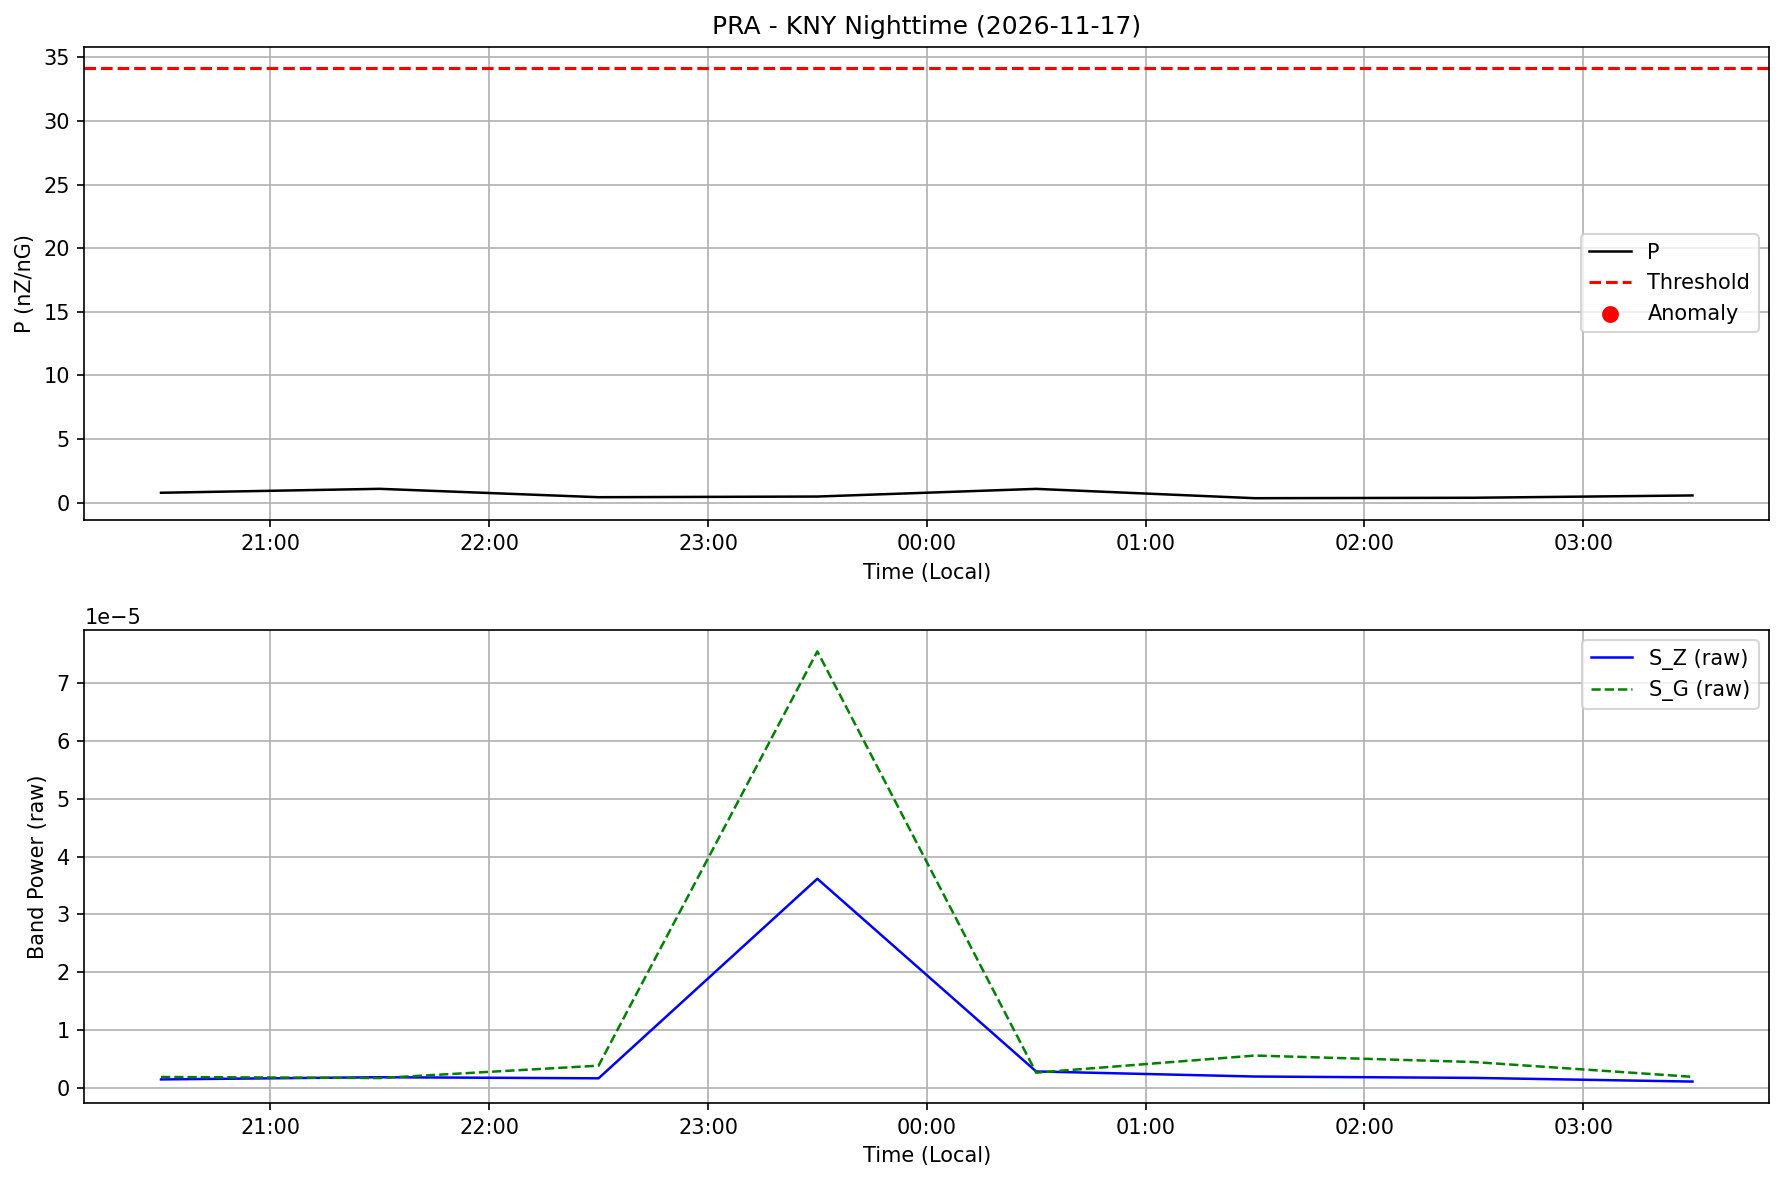 PRA - KNY Nighttime (2026-11-17)
35
30
25
20
15
10
5
0
P (nZ/nG)
P
Threshold
Anomaly
21:00 22:00 23:00 00:00 01:00 02:00 03:00
Time (Local)
1e−5
7
6
5
4
3
2
1
0
Band Power (raw)
S_Z (raw)
S_G (raw)
21:00 22:00 23:00 00:00 01:00 02:00 03:00
Time (Local)